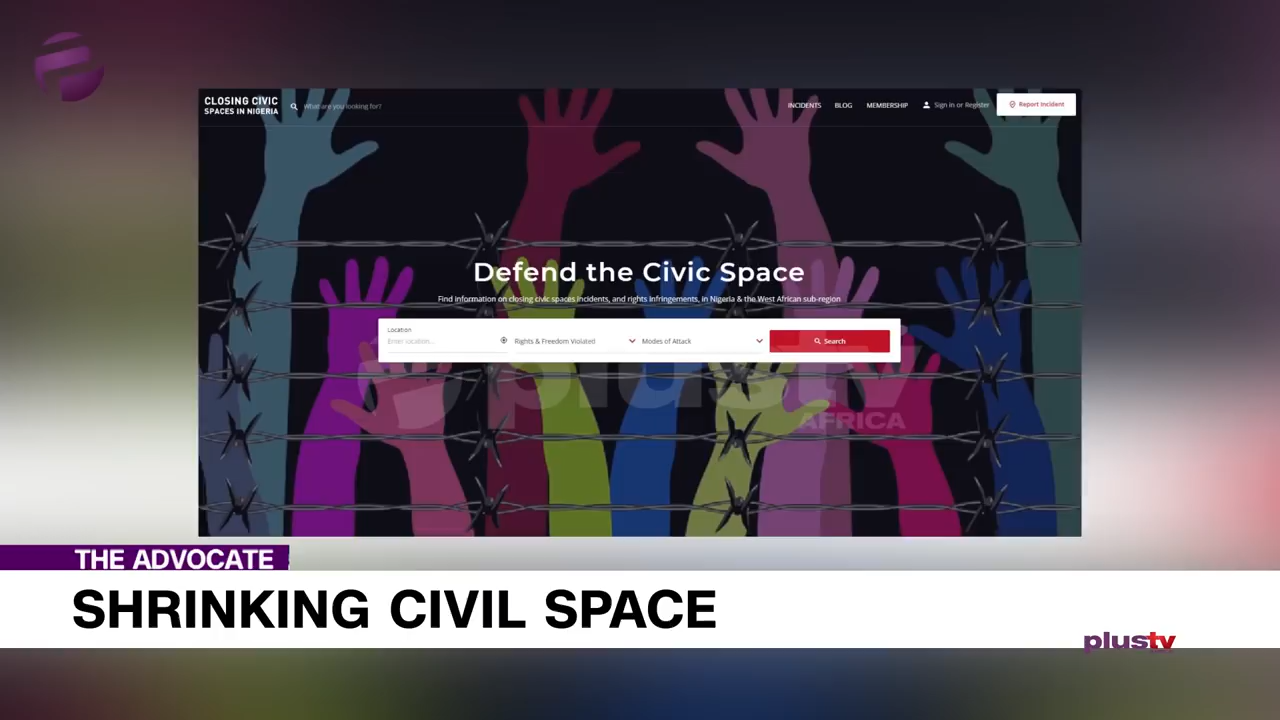 CLOSING CIVIC
SPACES IN NIGERIA
What are you looking for?
INCIDENTS
BLOG
MEMBERSHIP
Sign in or Register
Report Incident
Defend the Civic Space
Find information on closing civic spaces incidents, and rights infringements, in Nigeria & the West African sub-region
Location
Enter location...
Rights & Freedom Violated
Modes of Attack
Search
plustv
AFRICA
THE ADVOCATE
SHRINKING CIVIL SPACE
plustv